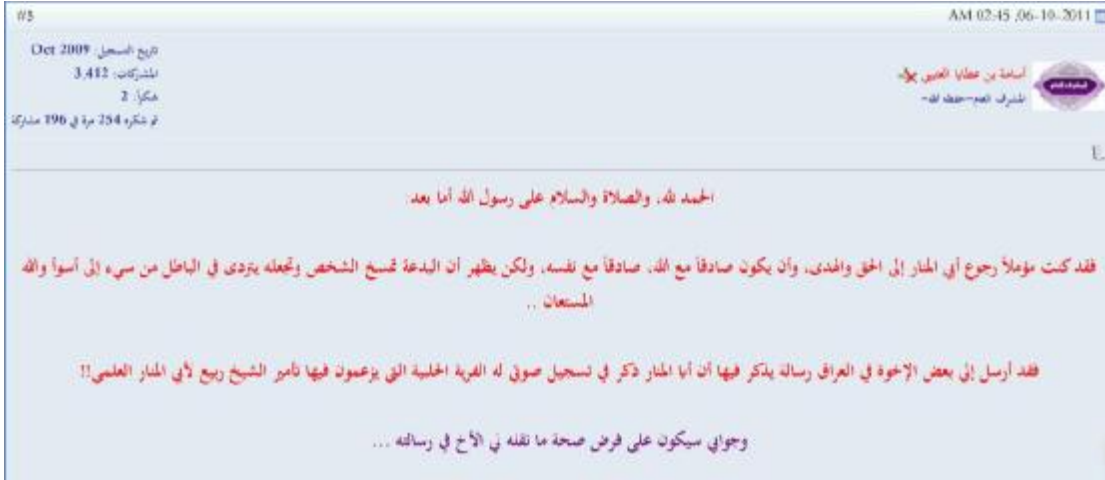 #3
AM 02:45 ,06-10-2011
تاريخ التسجيل: Oct 2009
المشاركات: 3,412
شكراً: 2
تم شكره 254 مرة في 196 مشاركة
أسامة بن عطايا العتيبي
المشرف العام-حفظه الله-
الحمد لله، والصلاة والسلام على رسول الله أما بعد:
فقد كنت مؤملاً رجوع أبي المنار إلى الحق والهدى، وأن يكون صادقاً مع الله، صادقاً مع نفسه، ولكن يظهر أن البدعة تمسخ الشخص وتجعله يتردى في الباطل من سيء إلى أسوأ والله
المستعان ..
فقد أرسل إلي بعض الإخوة في العراق رسالة يذكر فيها أن أبا المنار ذكر في تسجيل صوتي له الفرية الحلبية التي يزعمون فيها تأمير الشيخ ربيع لأبي المنار العلمي!!
وجوابي سيكون على فرض صحة ما نقله لي الأخ في رسالته ...